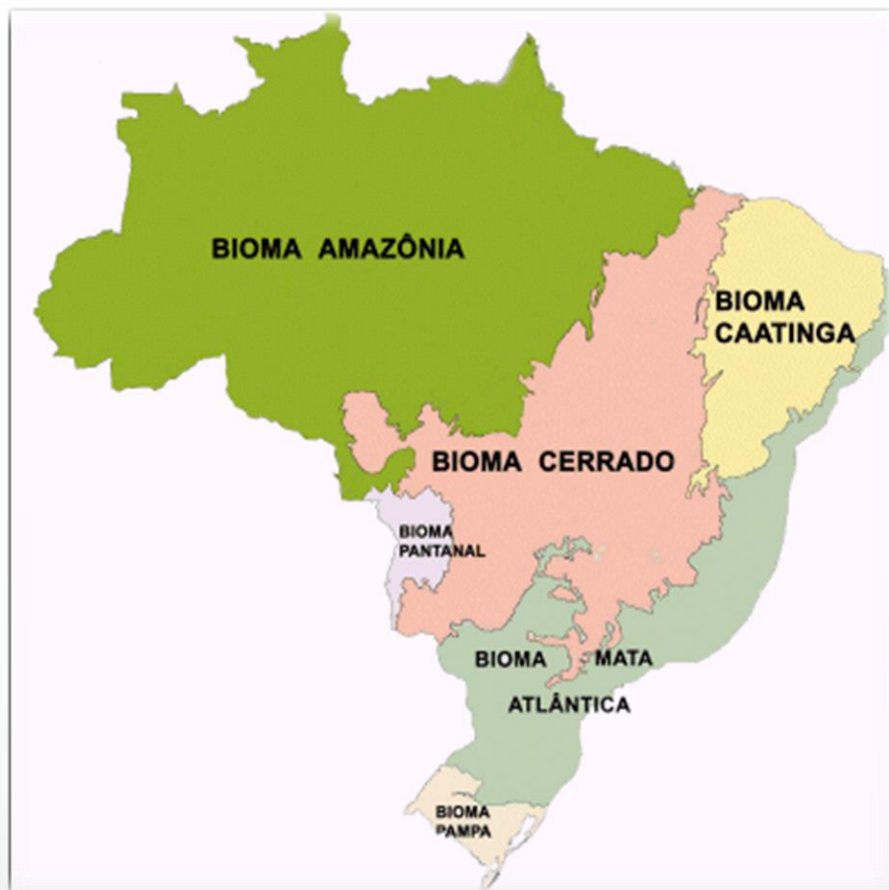 BIOMA AMAZÔNIA
BIOMA
CAATINGA
BIOMA CERRADO
BIOMA
PANTANAL
BIOMA MATA
ATLÂNTICA
BIOMA
PAMPA